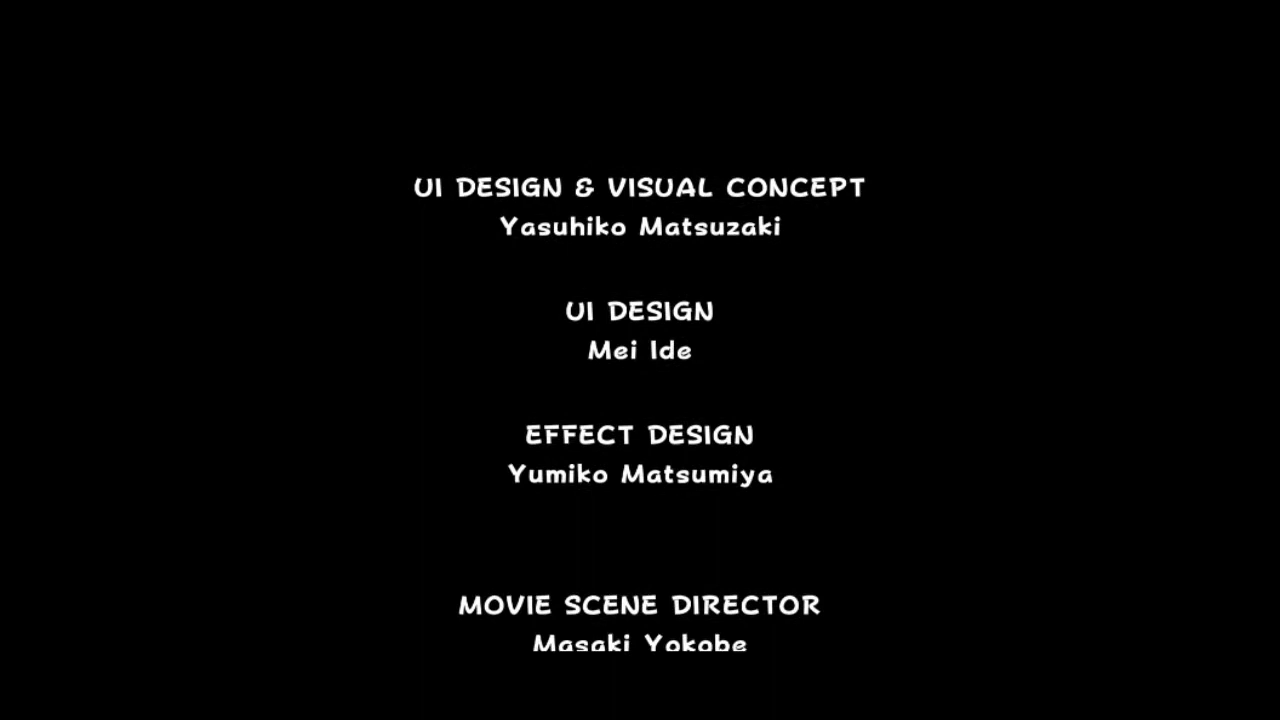 UI DESIGN & VISUAL CONCEPT
Yasuhiko Matsuzaki
UI DESIGN
Mei Ide
EFFECT DESIGN
Yumiko Matsumiya
MOVIE SCENE DIRECTOR
Masaki Yokobe